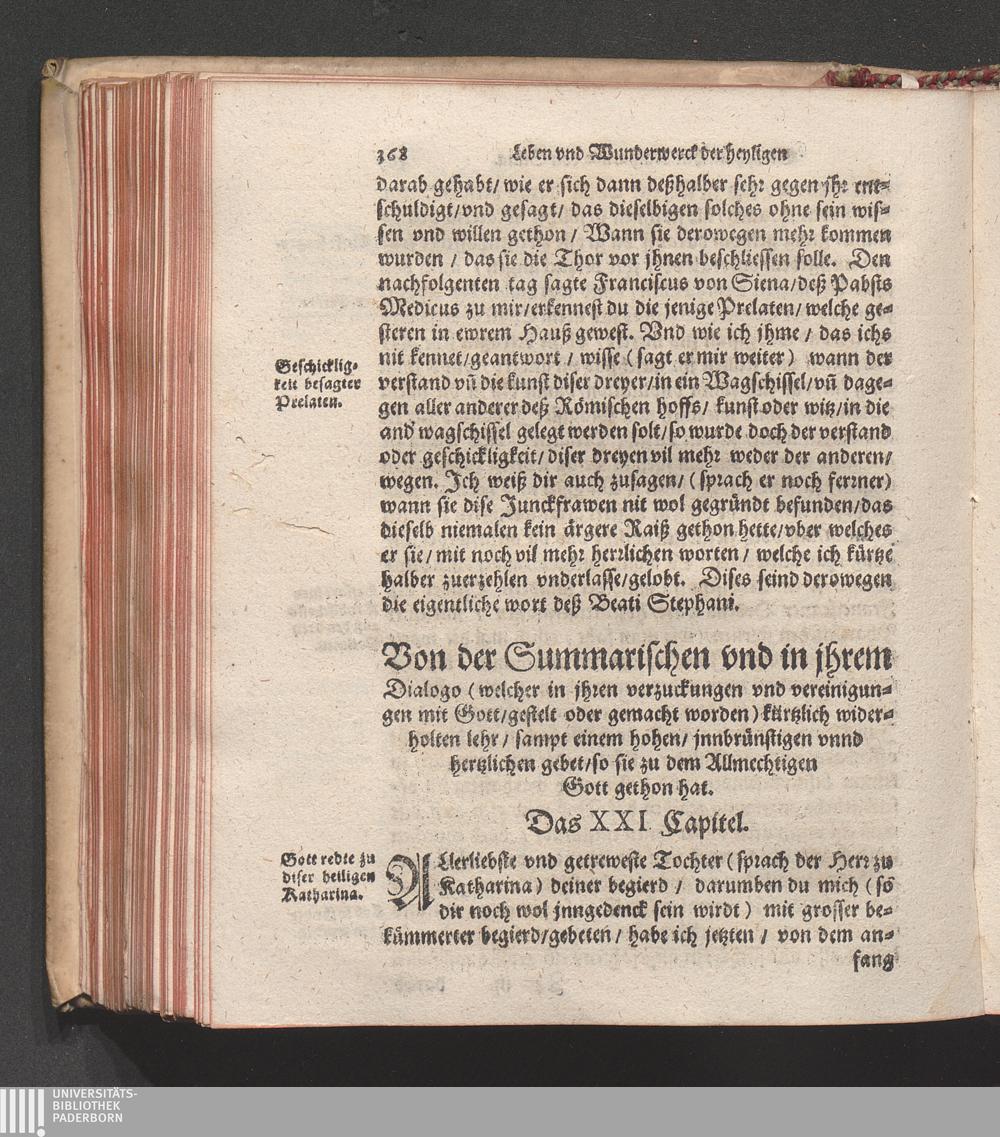 368 Leben vnd Wunderwerck der heyligen
darab gehabt/ wie er sich dann deßhalber sehr gegen jhr ent⸗
schuldigt/vnd gesagt/ das dieselbigen solches ohne sein wis⸗
sen vnd willen gethon / Wann sie derowegen mehr kommen
wurden / das sie die Thor vor jhnen beschliessen solle. Den
nachfolgenten tag sagte Franciscus von Siena/deß Pabsts
Medicus zu mir/erkennest du die jenige Prelaten/ welche ge⸗
steren in ewrem Hauß gewest. Vnd wie ich jhme / das ichs
nit kennet/geantwort / wisse ( sagt er mir weiter ) wann der
verstand vñ die kunst diser dreyer/in ein Wagschissel/vñ dage⸗
gen aller anderer deß Römischen hoffs/ kunst oder witz/in die
and' wagschissel gelegt werden solt/so wurde doch der verstand
oder geschickligkeit/ diser dreyen vil mehr weder der anderen/
wegen. Ich weiß dir auch zusagen/ (sprach er noch ferrner)
wann sie dise Junckfrawen nit wol gegründt befunden/das
dieselb niemalen kein ärgere Raiß gethon hette/vber welches
er sie/ mit noch vil mehr herrlichen worten / welche ich kürtze
halber zuerzehlen vnderlasse/gelobt. Dises seind derowegen
die eigentliche wort deß Beati Stephani.
Geschicklig⸗
keit besagter
Prelaten.
Von der Summarischen vnd in jhrem
Dialogo ( welcher in jhren verzuckungen vnd vereinigun⸗
gen mit Gott/gestelt oder gemacht worden) kürtzlich wider⸗
holten lehr / sampt einem hohen/ jnnbrünstigen vnnd
hertzlichen gebet/so sie zu dem Allmechtigen
Gott gethon hat.
Das XXI Capitel.
Gott redte zu
diser heiligen
Katharina.
ALlerliebste vnd getreweste Tochter (sprach der Herr zu
Katharina) deiner begierd / darumben du mich (so
dir noch wol jnngedenck sein wirdt ) mit grosser be⸗
kümmerter begierd/gebeten / habe ich jetzten / von dem an⸗
fang
UNIVERSITÄTS-
BIBLIOTHEK
PADERBORN